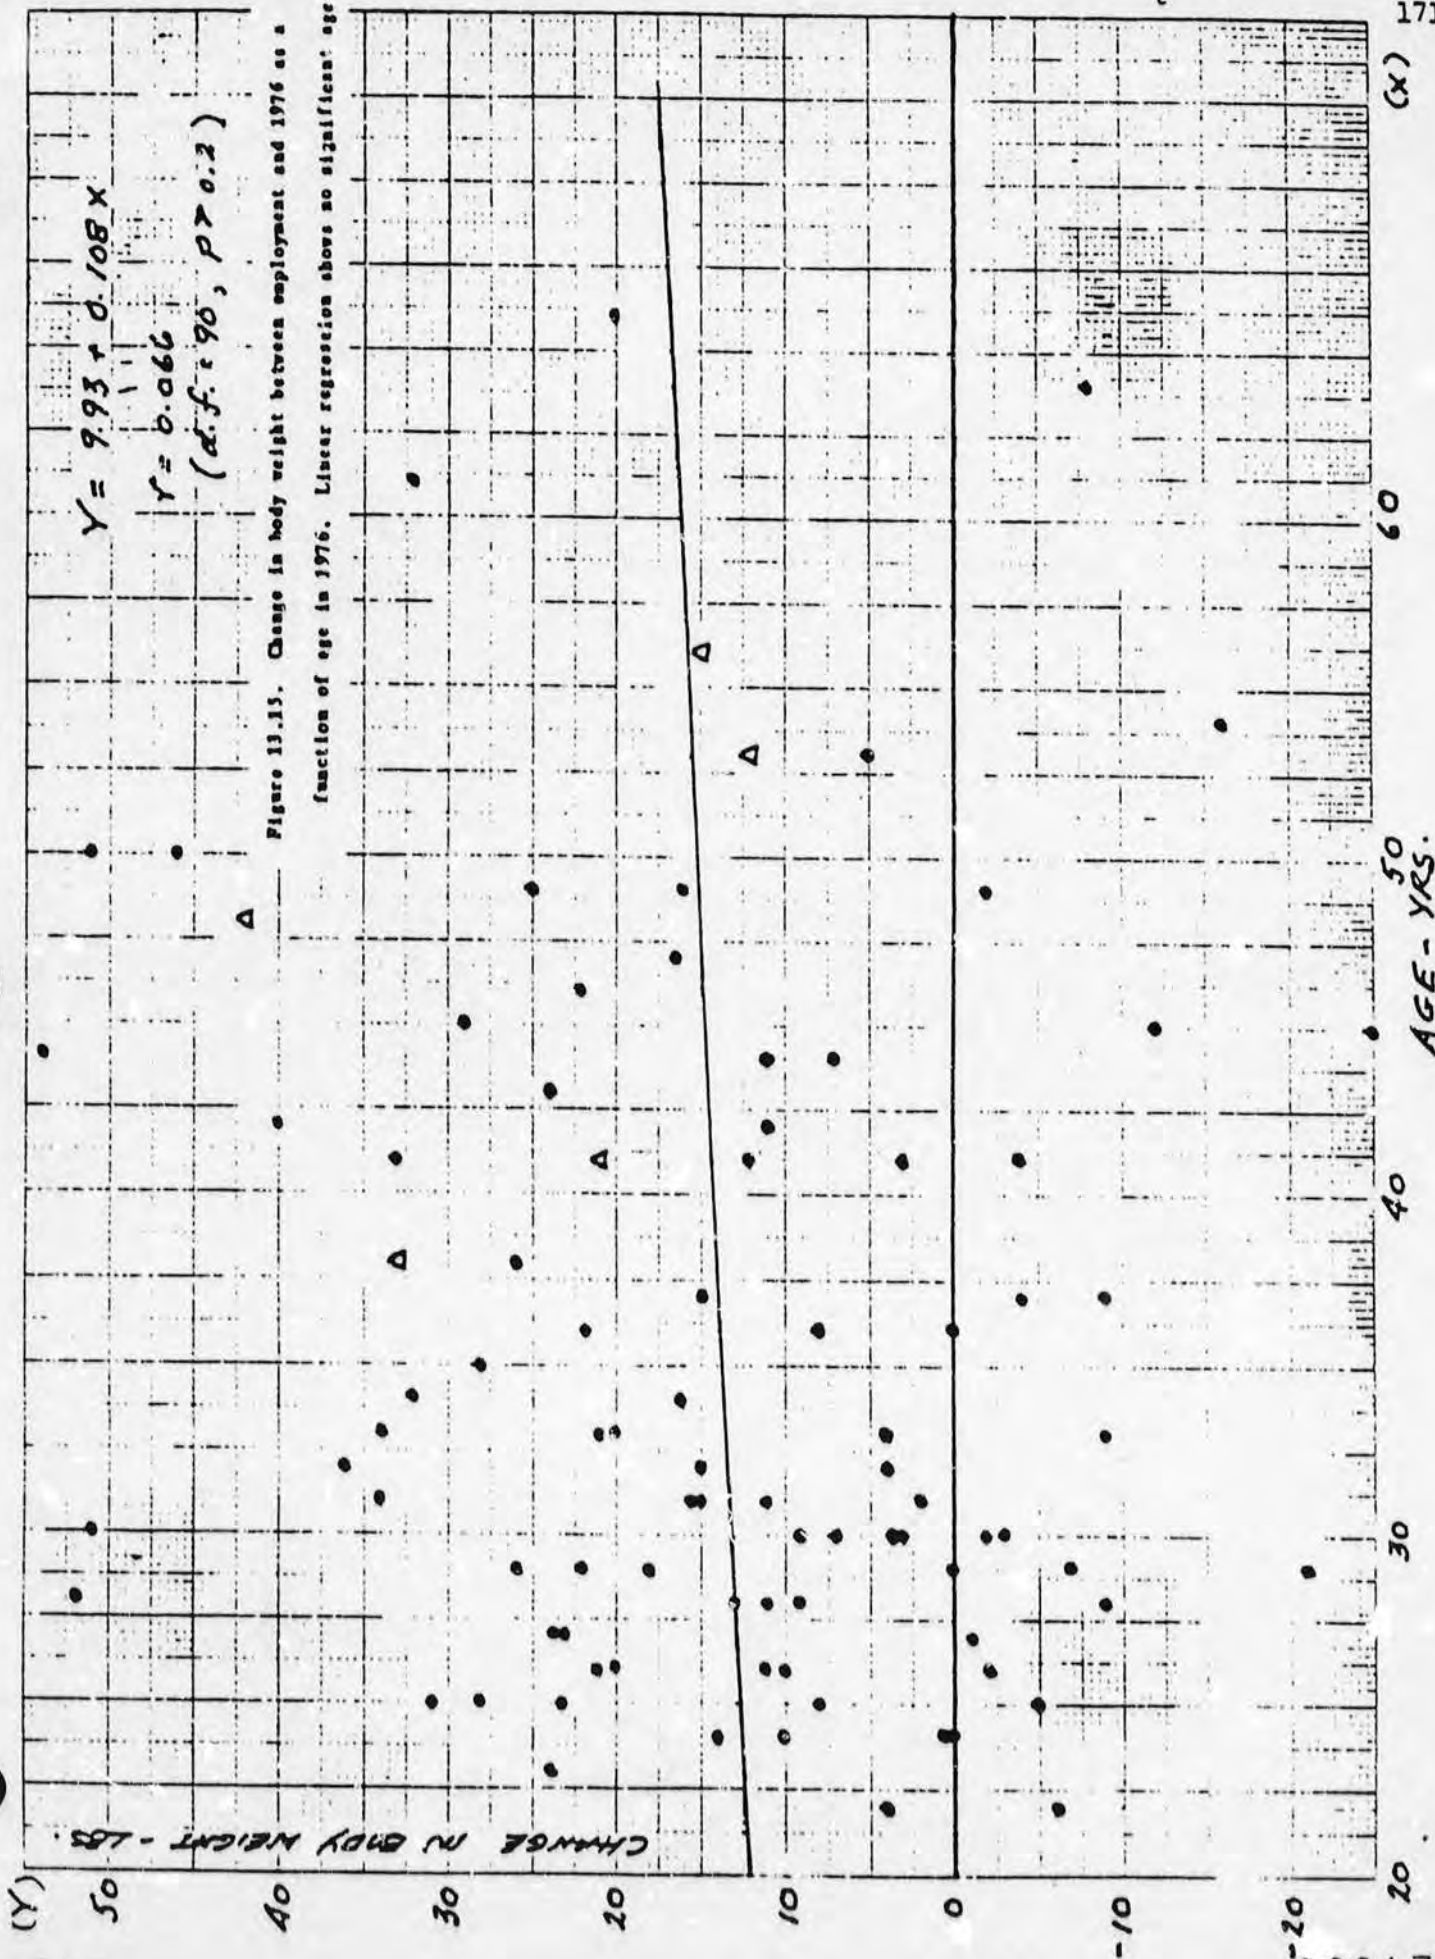 171
Y = 9.93 + 0.108 X
r = 0.066
(d.f. = 90, P > 0.2)
Figure 13.15. Change in body weight between employment and 1976 as a
function of age in 1976. Linear regression shows no significant age
(Y)
50
40
30
20
10
0
-10
-20
CHANGE IN BODY WEIGHT - LBS.
20
30
40
50
60
(X)
AGE - YRS.